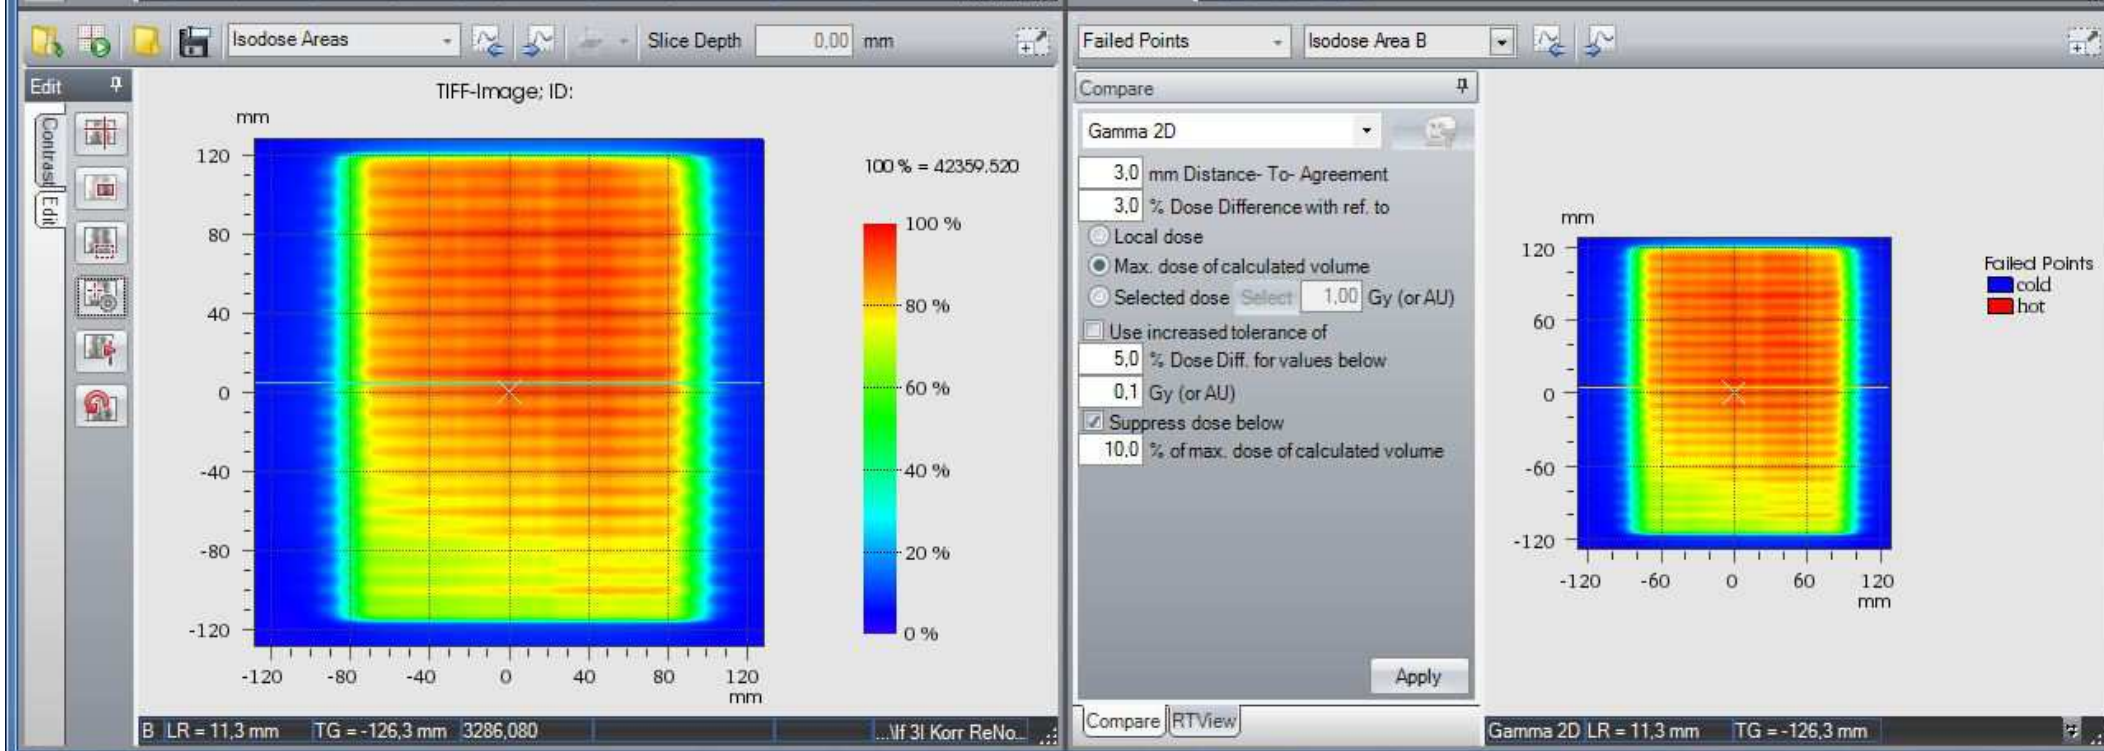 Isodose Areas
Slice Depth
0,00 mm
Failed Points
Isodose Area B
Edit
Contrast
Edit
TIFF-Image; ID:
mm
120
80
40
0
-40
-80
-120
-120 -80 -40 0 40 80 120
mm
100 % = 42359.520
100 %
80 %
60 %
40 %
20 %
0 %
B LR = 11,3 mm TG = -126,3 mm 3286,080 ...\lf 3l Korr ReNo...
Compare
Gamma 2D
3,0 mm Distance- To- Agreement
3,0 % Dose Difference with ref. to
Local dose
Max. dose of calculated volume
Selected dose Select 1,00 Gy (or AU)
Use increased tolerance of
5,0 % Dose Diff. for values below
0,1 Gy (or AU)
Suppress dose below
10,0 % of max. dose of calculated volume
Apply
Compare RTView
mm
120
60
0
-60
-120
-120 -60 0 60 120
mm
Failed Points
cold
hot
Gamma 2D LR = 11,3 mm TG = -126,3 mm